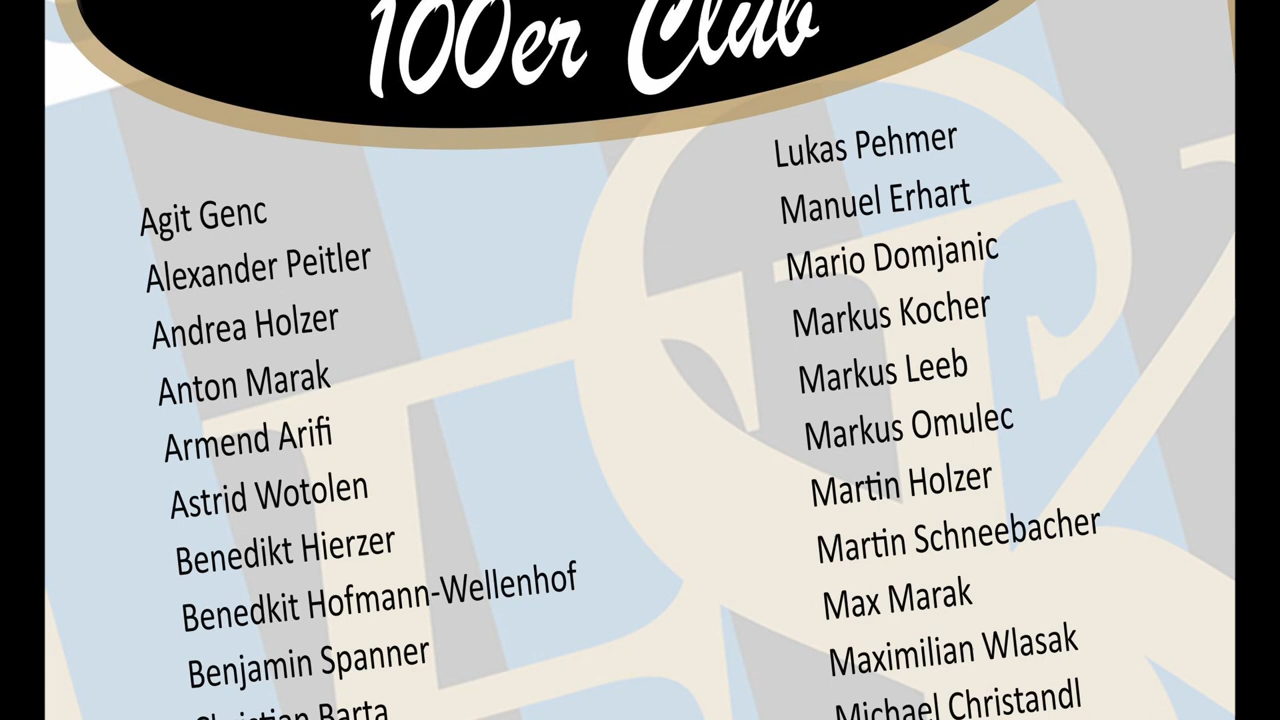 100er Club
Agit Genc
Alexander Peitler
Andrea Holzer
Anton Marak
Armend Arifi
Astrid Wotolen
Benedikt Hierzer
Benedkit Hofmann-Wellenhof
Benjamin Spanner
Christian Barta
Lukas Pehmer
Manuel Erhart
Mario Domjanic
Markus Kocher
Markus Leeb
Markus Omulec
Martin Holzer
Martin Schneebacher
Max Marak
Maximilian Wlasak
Michael Christandl